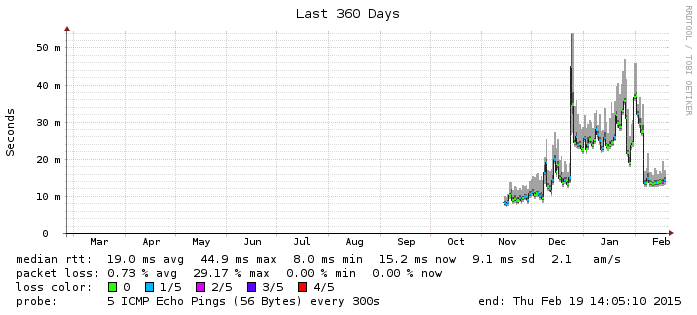 Last 360 Days
RRDTOOL / TOBI OETIKER
Seconds
50 m
40 m
30 m
20 m
10 m
0
Mar Apr May Jun Jul Aug Sep Oct Nov Dec Jan Feb
median rtt: 19.0 ms avg 44.9 ms max 8.0 ms min 15.2 ms now 9.1 ms sd 2.1 am/s
packet loss: 0.73 % avg 29.17 % max 0.00 % min 0.00 % now
loss color: 0 1/5 2/5 3/5 4/5
probe: 5 ICMP Echo Pings (56 Bytes) every 300s end: Thu Feb 19 14:05:10 2015